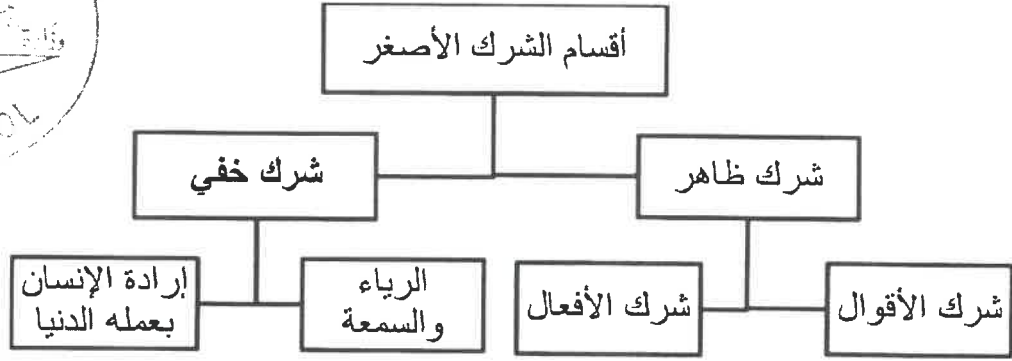 أقسام الشرك الأصغر
شرك ظاهر
شرك خفي
شرك الأقوال
شرك الأفعال
الرياء
والسمعة
إرادة الإنسان
بعمله الدنيا